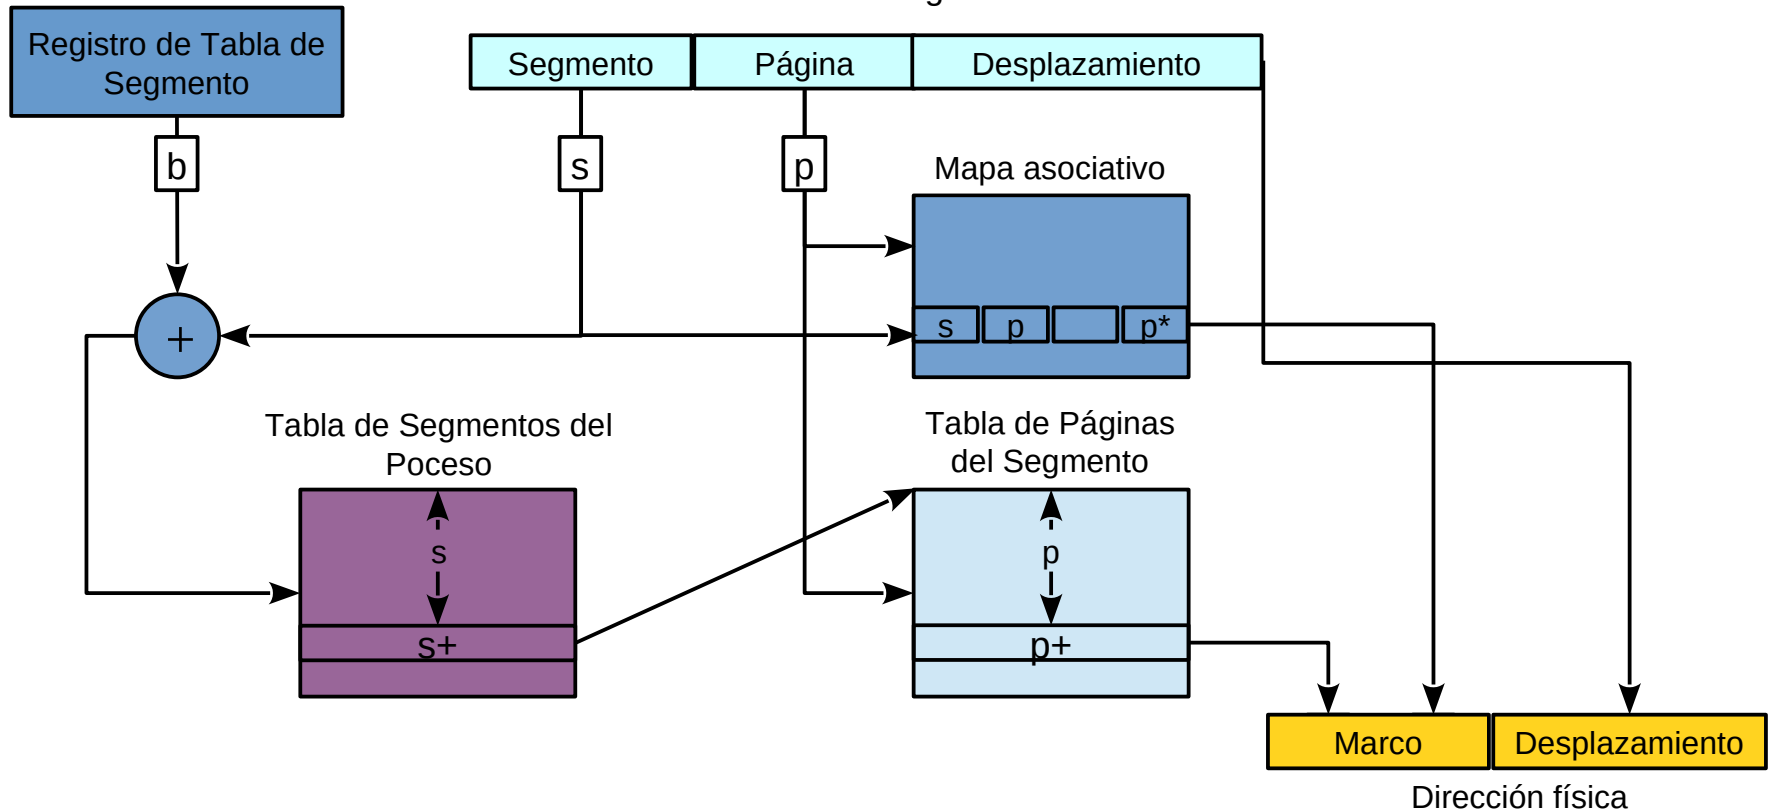 Registro de Tabla de
Segmento
Segmento
Página
Desplazamiento
b
s
p
Mapa asociativo
s
p
p*
+
Tabla de Segmentos del
Poceso
Tabla de Páginas
del Segmento
s
p
s+
p+
Marco
Desplazamiento
Dirección física